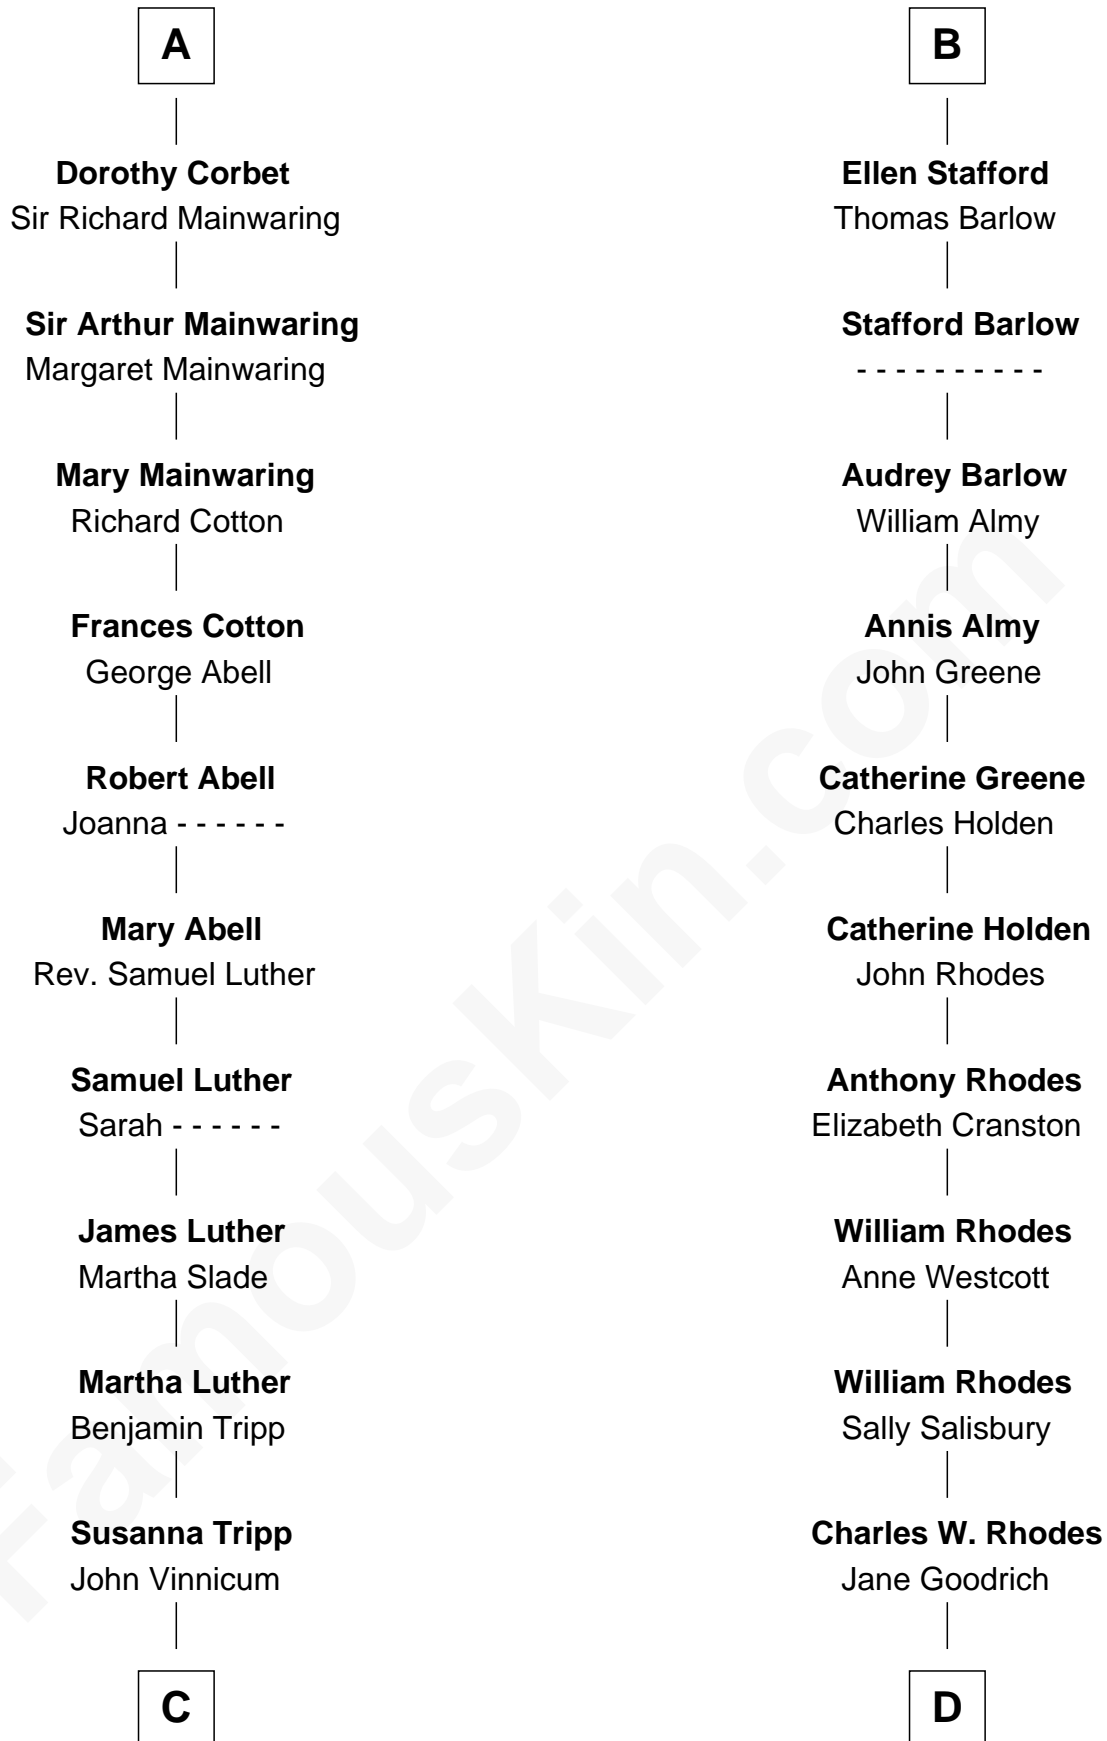 A
Dorothy Corbet
Sir Richard Mainwaring
Sir Arthur Mainwaring
Margaret Mainwaring
Mary Mainwaring
Richard Cotton
Frances Cotton
George Abell
Robert Abell
Joanna - - - - - -
Mary Abell
Rev. Samuel Luther
Samuel Luther
Sarah - - - - - -
James Luther
Martha Slade
Martha Luther
Benjamin Tripp
Susanna Tripp
John Vinnicum
C
B
Ellen Stafford
Thomas Barlow
Stafford Barlow
- - - - - - - - - -
Audrey Barlow
William Almy
Annis Almy
John Greene
Catherine Greene
Charles Holden
Catherine Holden
John Rhodes
Anthony Rhodes
Elizabeth Cranston
William Rhodes
Anne Westcott
William Rhodes
Sally Salisbury
Charles W. Rhodes
Jane Goodrich
D
FamousKin.com